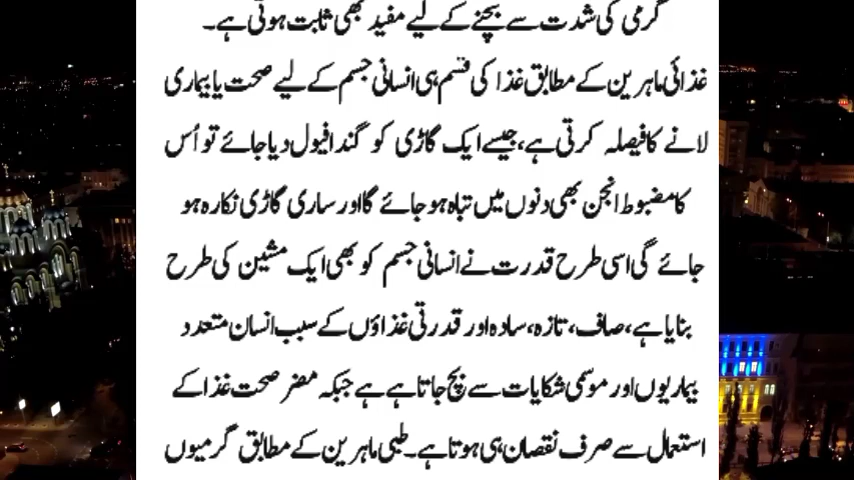 گرمی کی شدت سے بچنے کے لیے مفید بھی ثابت ہوتی ہے۔
غذائی ماہرین کے مطابق غذا کی قسم ہی انسانی جسم کے لیے صحت یا بیماری
لانے کا فیصلہ کرتی ہے، جیسے ایک گاڑی کو گندا فیول دیا جائے تو اُس
کا مضبوط انجن بھی دنوں میں تباہ ہو جائے گا اور ساری گاڑی نکارہ ہو
جائے گی اسی طرح قدرت نے انسانی جسم کو بھی ایک مشین کی طرح
بنایا ہے، صاف، تازہ، سادہ اور قدرتی غذاؤں کے سبب انسان متعدد
بیماریوں اور موسمی شکایات سے بچ جاتا ہے ہے جبکہ مضر صحت غذا کے
استعمال سے صرف نقصان ہی ہوتا ہے۔ طبی ماہرین کے مطابق گرمیوں